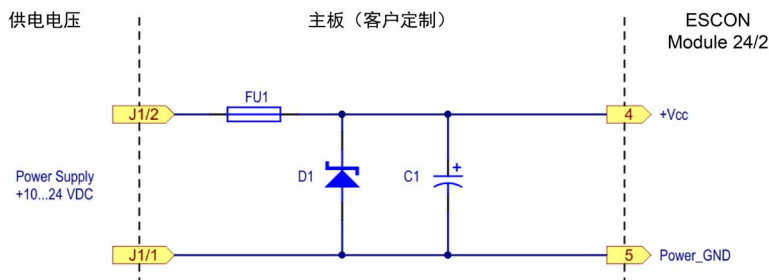 供电电压
主板（客户定制）
ESCON
Module 24/2
FU1
J1/2
4
+Vcc
Power Supply
+10...24 VDC
D1
C1
+
J1/1
5
Power_GND